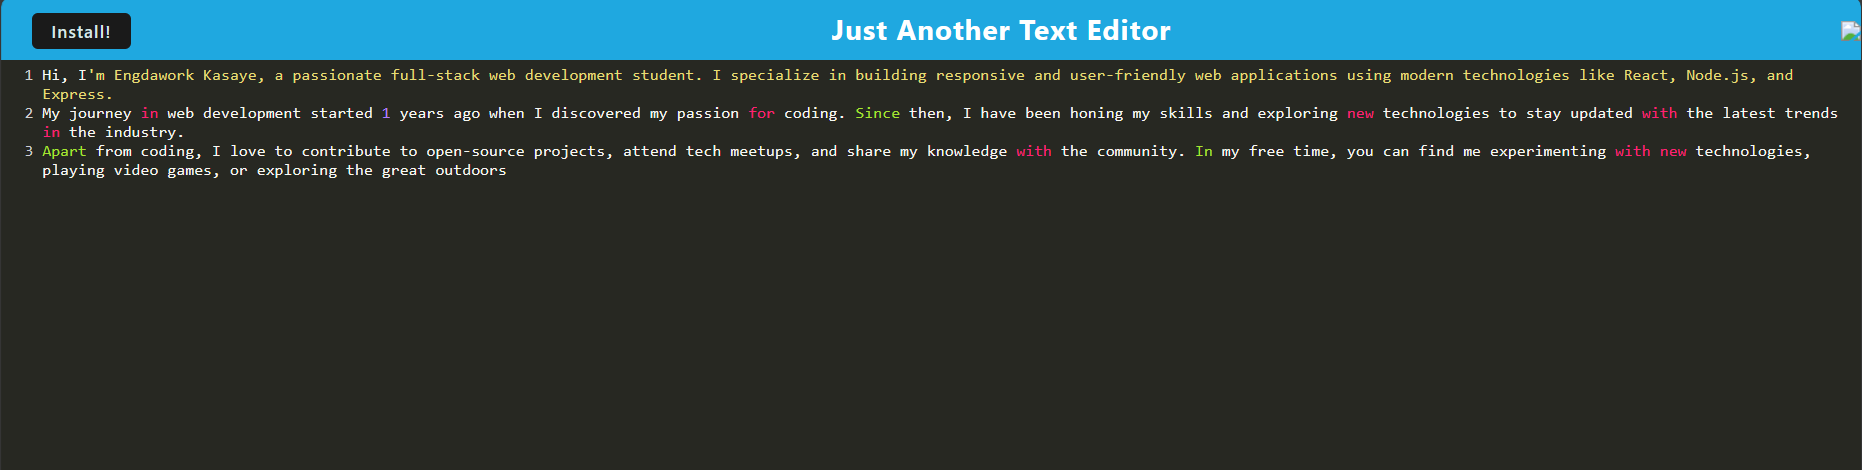 Install!
Just Another Text Editor
1 Hi, I'm Engdawork Kasaye, a passionate full-stack web development student. I specialize in building responsive and user-friendly web applications using modern technologies like React, Node.js, and
Express.
2 My journey in web development started 1 years ago when I discovered my passion for coding. Since then, I have been honing my skills and exploring new technologies to stay updated with the latest trends
in the industry.
3 Apart from coding, I love to contribute to open-source projects, attend tech meetups, and share my knowledge with the community. In my free time, you can find me experimenting with new technologies,
playing video games, or exploring the great outdoors